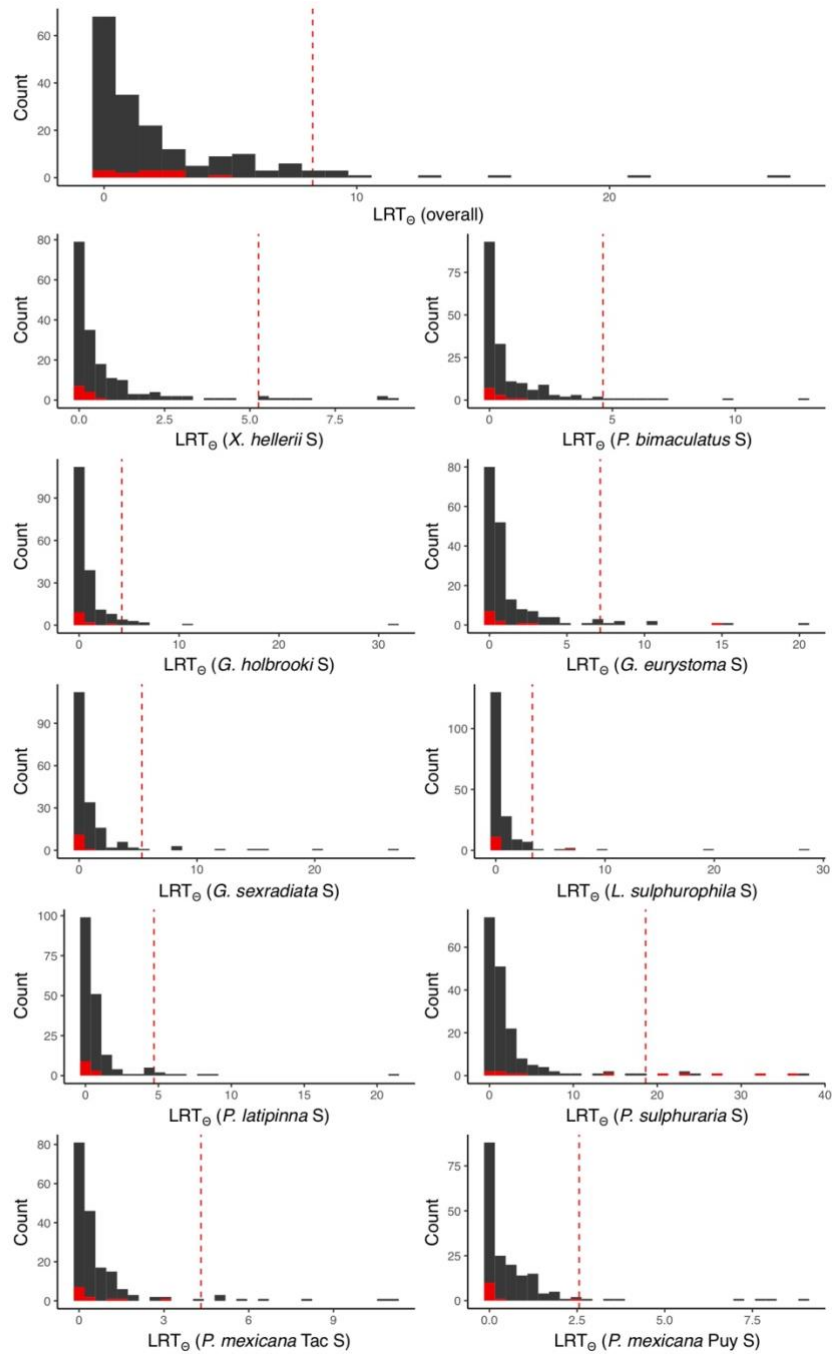 60
40
20
0
Count
0 10 20
LRTΘ (overall)
80
60
40
20
0
Count
0.0 2.5 5.0 7.5
LRTΘ (X. hellerii S)
75
50
25
0
Count
0 5 10
LRTΘ (P. bimaculatus S)
90
60
30
0
Count
0 10 20 30
LRTΘ (G. holbrooki S)
80
60
40
20
0
Count
0 5 10 15 20
LRTΘ (G. eurystoma S)
90
60
30
0
Count
0 10 20
LRTΘ (G. sexradiata S)
100
50
0
Count
0 10 20 30
LRTΘ (L. sulphurophila S)
100
75
50
25
0
Count
0 5 10 15 20
LRTΘ (P. latipinna S)
60
40
20
0
Count
0 10 20 30 40
LRTΘ (P. sulphuraria S)
80
60
40
20
0
Count
0 3 6 9
LRTΘ (P. mexicana Tac S)
75
50
25
0
Count
0.0 2.5 5.0 7.5
LRTΘ (P. mexicana Puy S)